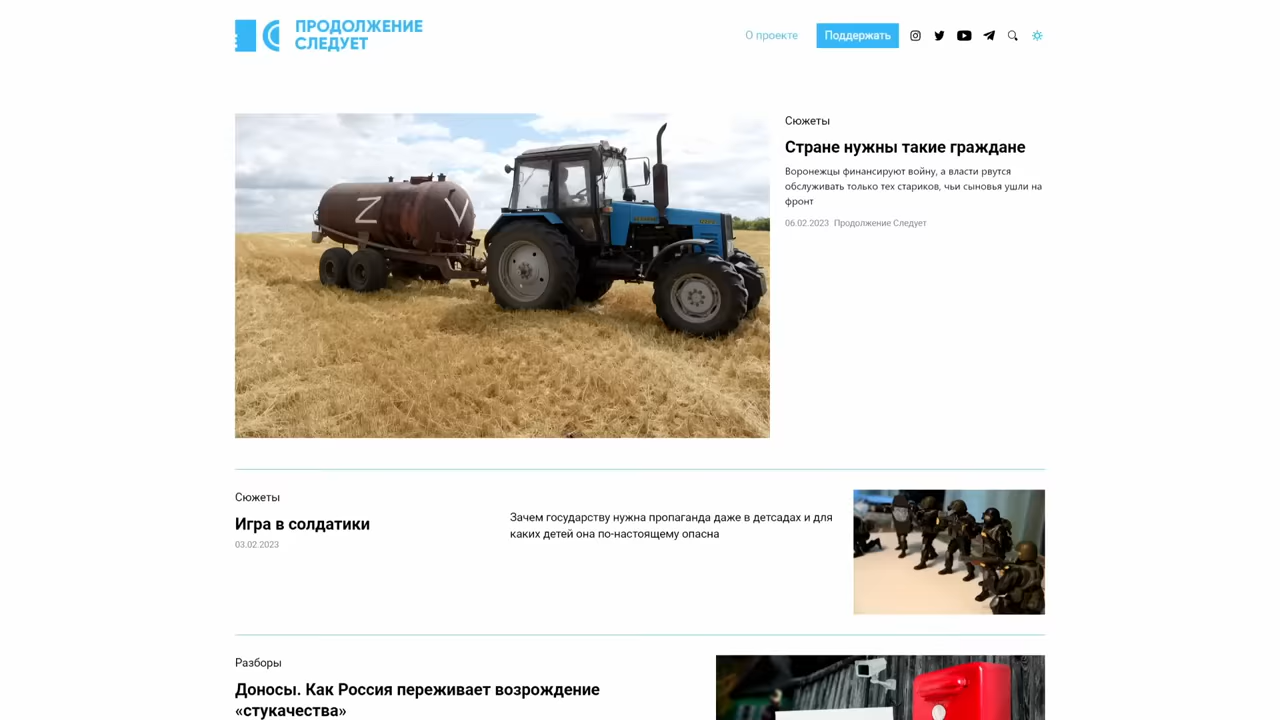 ПРОДОЛЖЕНИЕ
СЛЕДУЕТ
О проекте
Поддержать
Сюжеты
Стране нужны такие граждане
Воронежцы финансируют войну, а власти рвутся
обслуживать только тех стариков, чьи сыновья ушли на
фронт
06.02.2023 Продолжение Следует
Z V
Сюжеты
Игра в солдатики
03.02.2023
Зачем государству нужна пропаганда даже в детсадах и для
каких детей она по-настоящему опасна
Разборы
Доносы. Как Россия переживает возрождение
«стукачества»